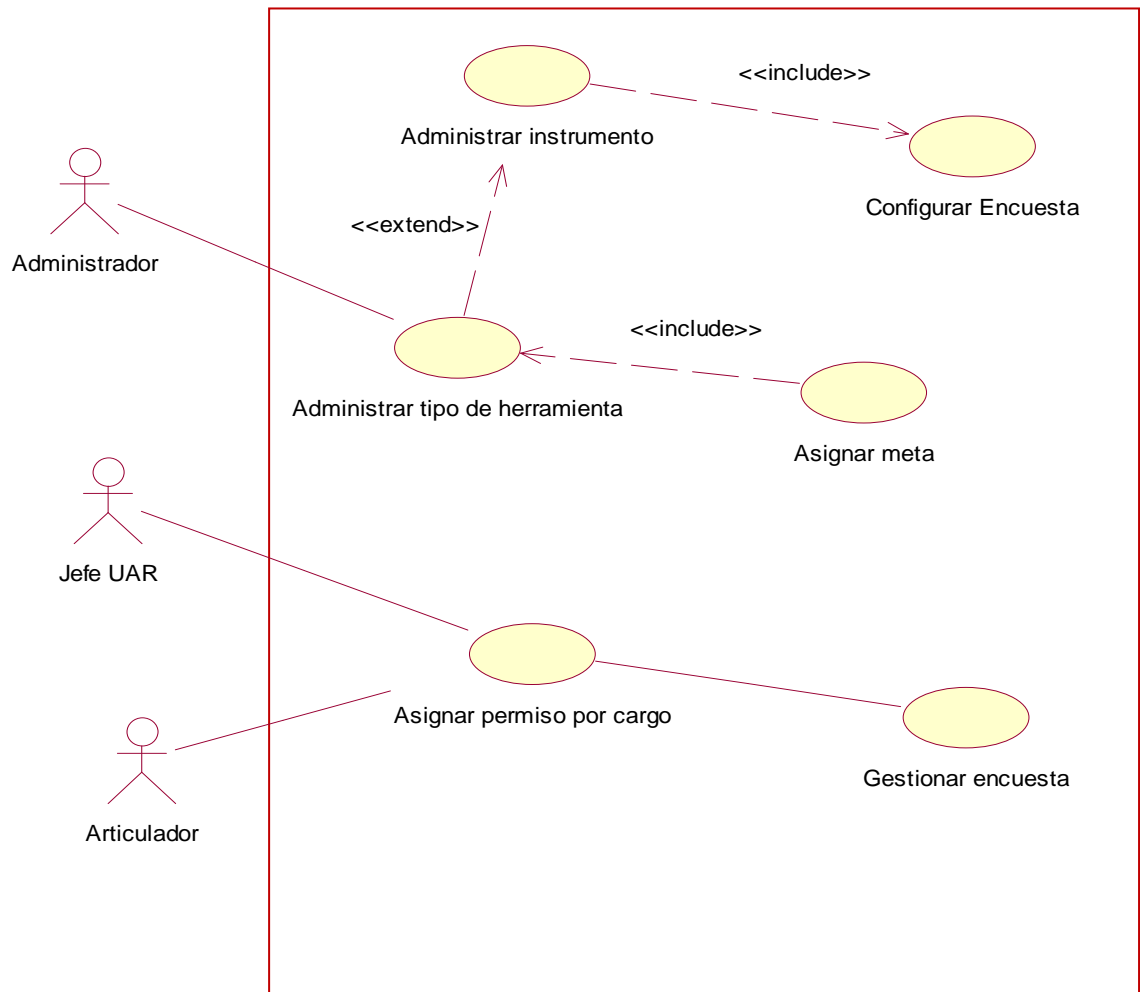 <<include>>
Administrar instrumento
Configurar Encuesta
<<extend>>
Administrador
<<include>>
Administrar tipo de herramienta
Asignar meta
Jefe UAR
Asignar permiso por cargo
Gestionar encuesta
Articulador